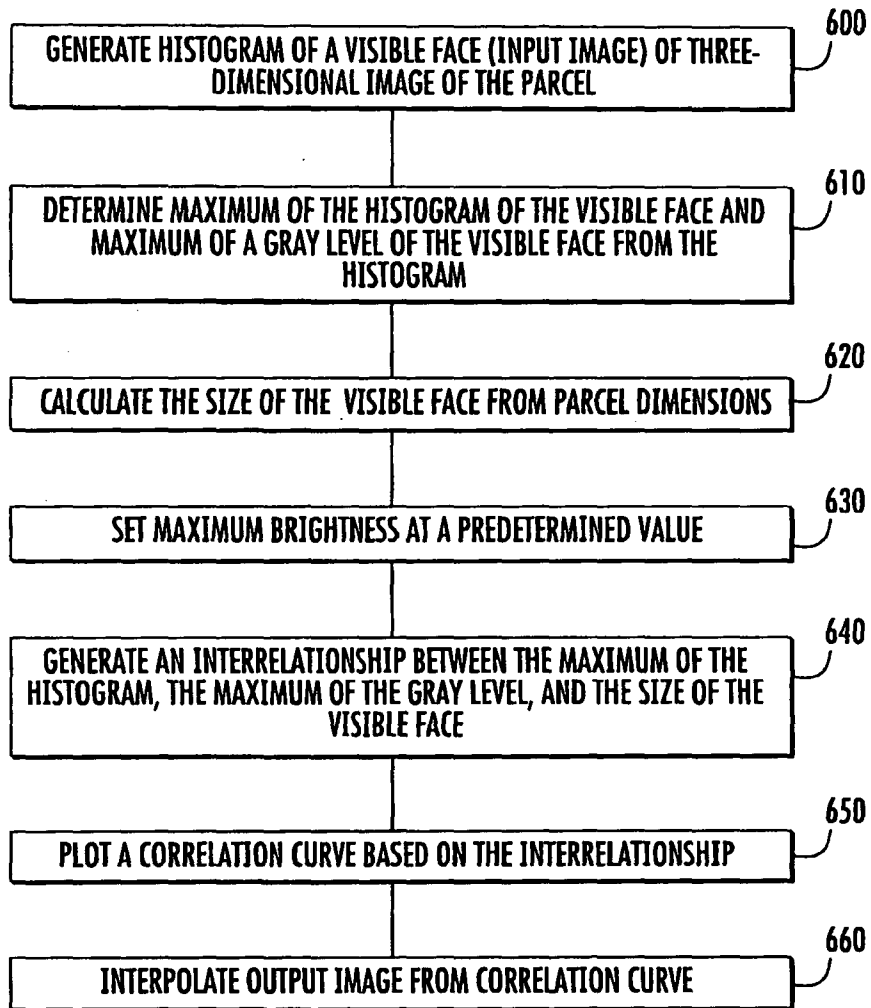 600
GENERATE HISTOGRAM OF A VISIBLE FACE (INPUT IMAGE) OF THREE-
DIMENSIONAL IMAGE OF THE PARCEL
610
DETERMINE MAXIMUM OF THE HISTOGRAM OF THE VISIBLE FACE AND
MAXIMUM OF A GRAY LEVEL OF THE VISIBLE FACE FROM THE
HISTOGRAM
620
CALCULATE THE SIZE OF THE VISIBLE FACE FROM PARCEL DIMENSIONS
630
SET MAXIMUM BRIGHTNESS AT A PREDETERMINED VALUE
640
GENERATE AN INTERRELATIONSHIP BETWEEN THE MAXIMUM OF THE
HISTOGRAM, THE MAXIMUM OF THE GRAY LEVEL, AND THE SIZE OF THE
VISIBLE FACE
650
PLOT A CORRELATION CURVE BASED ON THE INTERRELATIONSHIP
660
INTERPOLATE OUTPUT IMAGE FROM CORRELATION CURVE